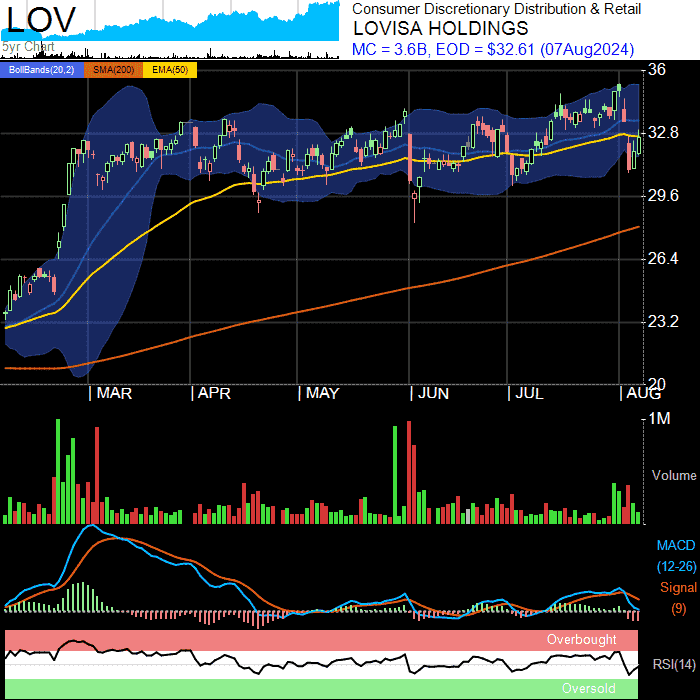 LOV
5yr Chart
Consumer Discretionary Distribution & Retail
LOVISA HOLDINGS
MC = 3.6B, EOD = $32.61 (07Aug2024)
BollBands(20,2) SMA(200) EMA(50)
36
32.8
29.6
26.4
23.2
20
MAR APR MAY JUN JUL AUG
1M
Volume
MACD
(12-26)
Signal
(9)
Overbought
RSI(14)
Oversold